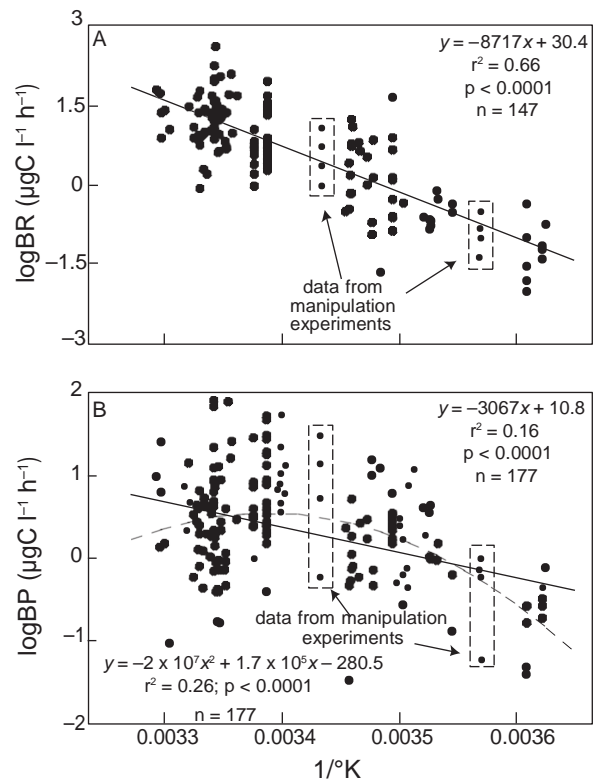 A
y = −8717x + 30.4
r² = 0.66
p < 0.0001
n = 147
3
1.5
0
−1.5
−3
logBR (µgC l⁻¹ h⁻¹)
data from
manipulation
experiments
B
y = −3067x + 10.8
r² = 0.16
p < 0.0001
n = 177
2
1
0
−1
−2
logBP (µgC l⁻¹ h⁻¹)
data from manipulation
experiments
y = −2 x 10⁷x² + 1.7 x 10⁵x − 280.5
r² = 0.26; p < 0.0001
n = 177
0.0033 0.0034 0.0035 0.0036
1/°K